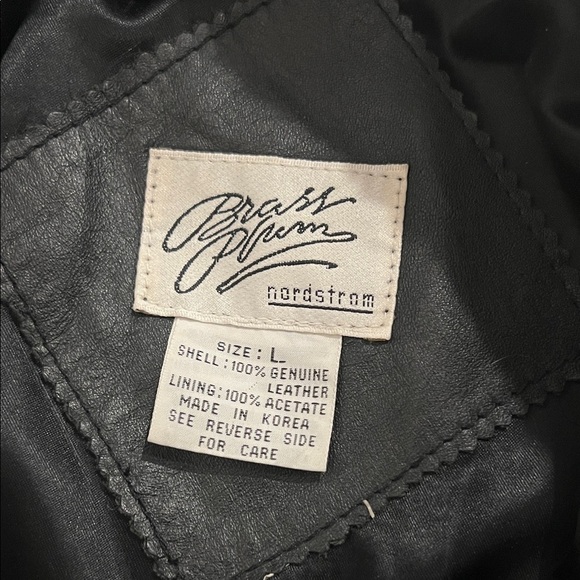 Brass
Plum
nordstrom
SIZE: L
SHELL: 100% GENUINE
LEATHER
LINING: 100% ACETATE
MADE IN KOREA
SEE REVERSE SIDE
FOR CARE